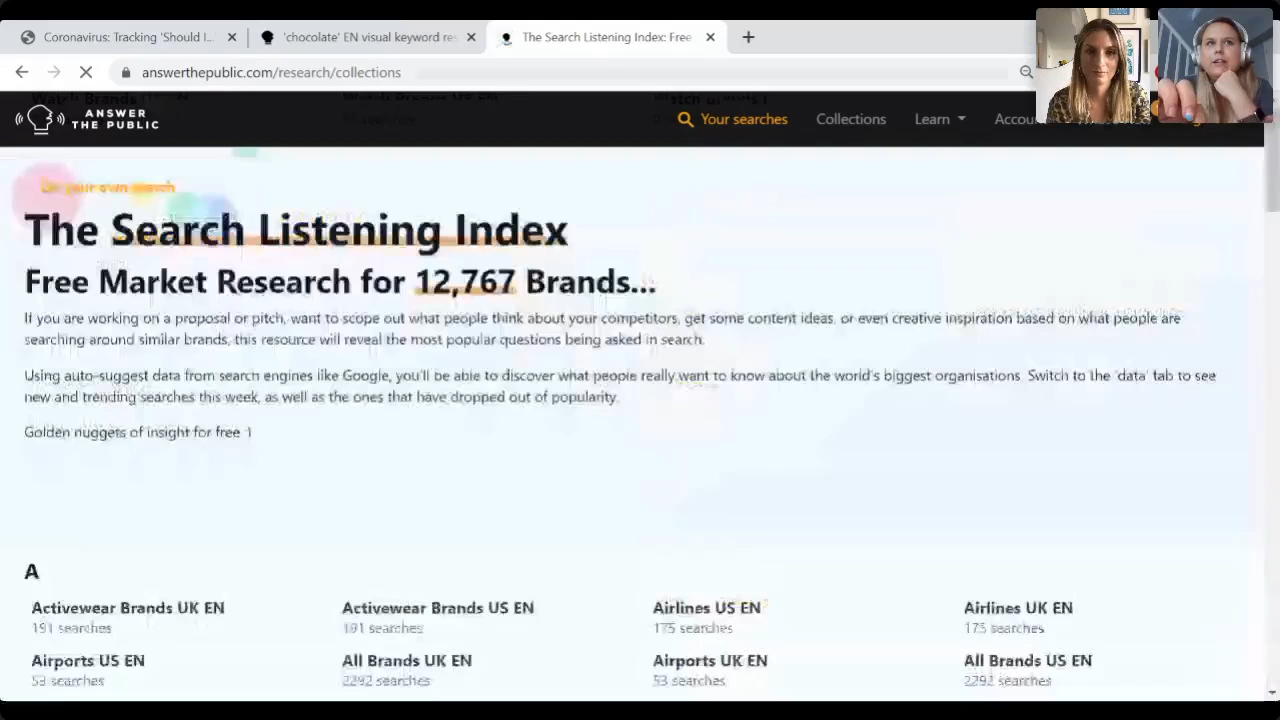 Coronavirus: Tracking 'Should I...
'chocolate' EN visual keyword res
The Search Listening Index: Free
answerthepublic.com/research/collections
ANSWER
THE PUBLIC
Your searches
Collections
Learn
Accou
Do your own search
The Search Listening Index
Free Market Research for 12,767 Brands...
If you are working on a proposal or pitch, want to scope out what people think about your competitors, get some content ideas, or even creative inspiration based on what people are
searching around similar brands, this resource will reveal the most popular questions being asked in search.
Using auto-suggest data from search engines like Google, you'll be able to discover what people really want to know about the world's biggest organisations. Switch to the 'data' tab to see
new and trending searches this week, as well as the ones that have dropped out of popularity.
Golden nuggets of insight for free
A
Activewear Brands UK EN
Activewear Brands US EN
Airlines US EN
Airlines UK EN
191 searches
191 searches
175 searches
175 searches
Airports US EN
All Brands UK EN
Airports UK EN
All Brands US EN
53 searches
2292 searches
53 searches
2292 searches